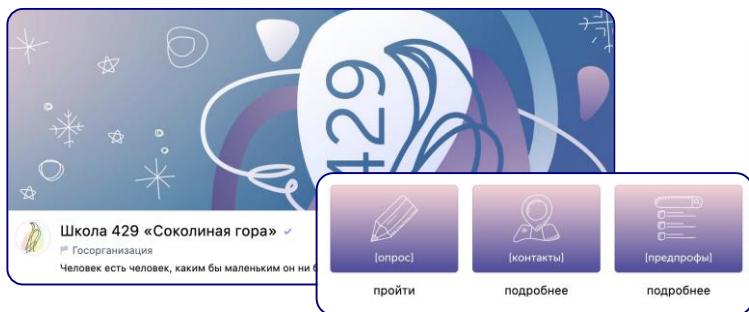 429
Школа 429 «Соколиная гора»
Госорганизация
Человек есть человек, каким бы маленьким он ни
[опрос]
[контакты]
[предпрофы]
пройти
подробнее
подробнее